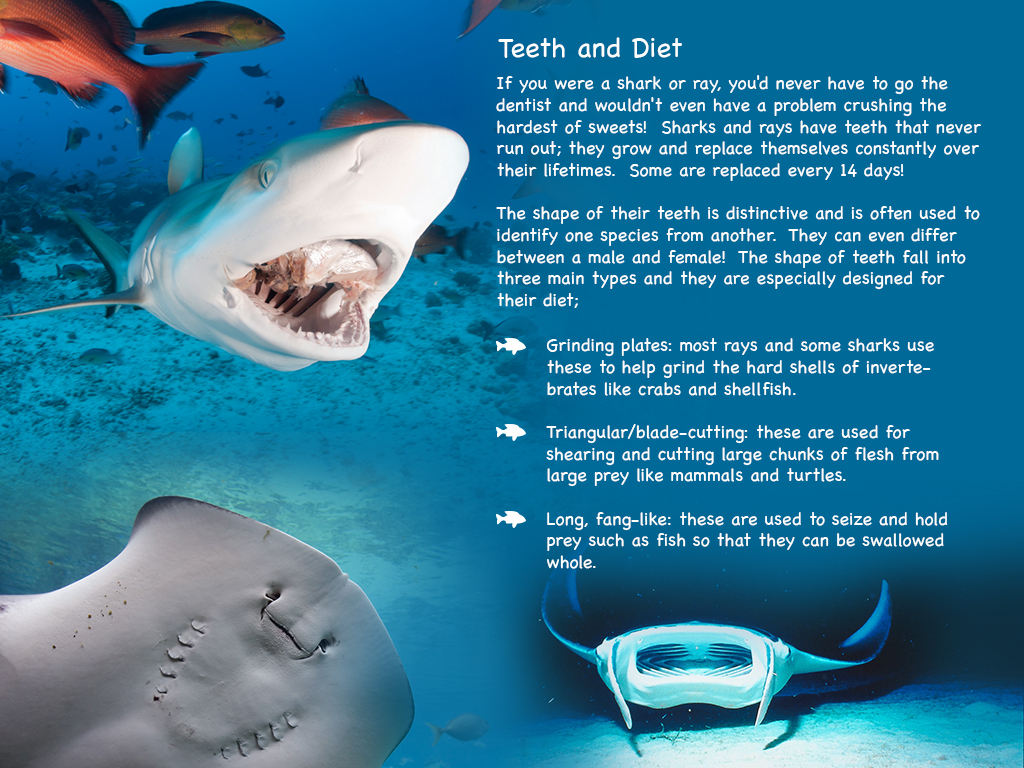 Teeth and Diet
If you were a shark or ray, you'd never have to go the
dentist and wouldn't even have a problem crushing the
hardest of sweets!  Sharks and rays have teeth that never
run out; they grow and replace themselves constantly over
their lifetimes.  Some are replaced every 14 days!
The shape of their teeth is distinctive and is often used to
identify one species from another.  They can even differ
between a male and female!  The shape of teeth fall into
three main types and they are especially designed for
their diet;
Grinding plates: most rays and some sharks use
these to help grind the hard shells of inverte-
brates like crabs and shellfish.
Triangular/blade-cutting: these are used for
shearing and cutting large chunks of flesh from
large prey like mammals and turtles.
Long, fang-like: these are used to seize and hold
prey such as fish so that they can be swallowed
whole.